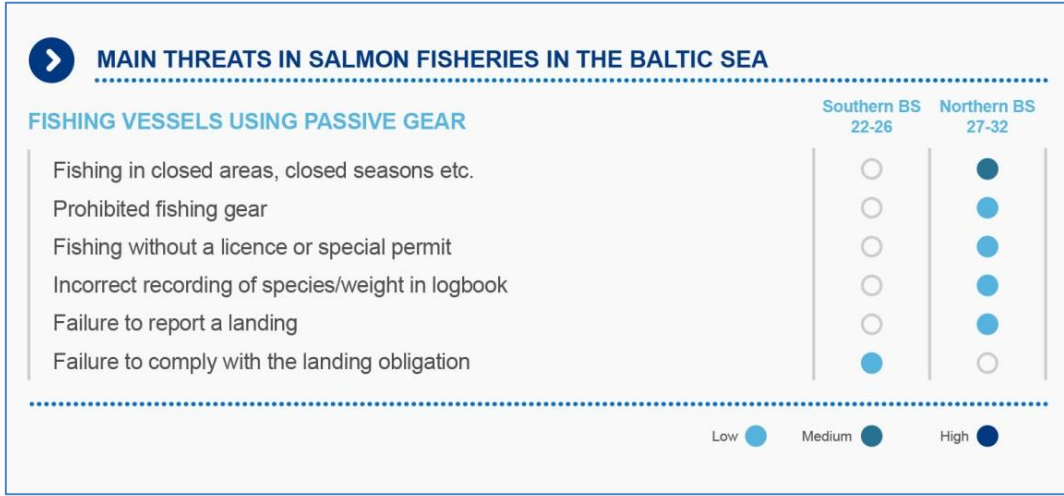 MAIN THREATS IN SALMON FISHERIES IN THE BALTIC SEA
FISHING VESSELS USING PASSIVE GEAR
Southern BS
22-26
Northern BS
27-32
Fishing in closed areas, closed seasons etc.
Prohibited fishing gear
Fishing without a licence or special permit
Incorrect recording of species/weight in logbook
Failure to report a landing
Failure to comply with the landing obligation
Low
Medium
High